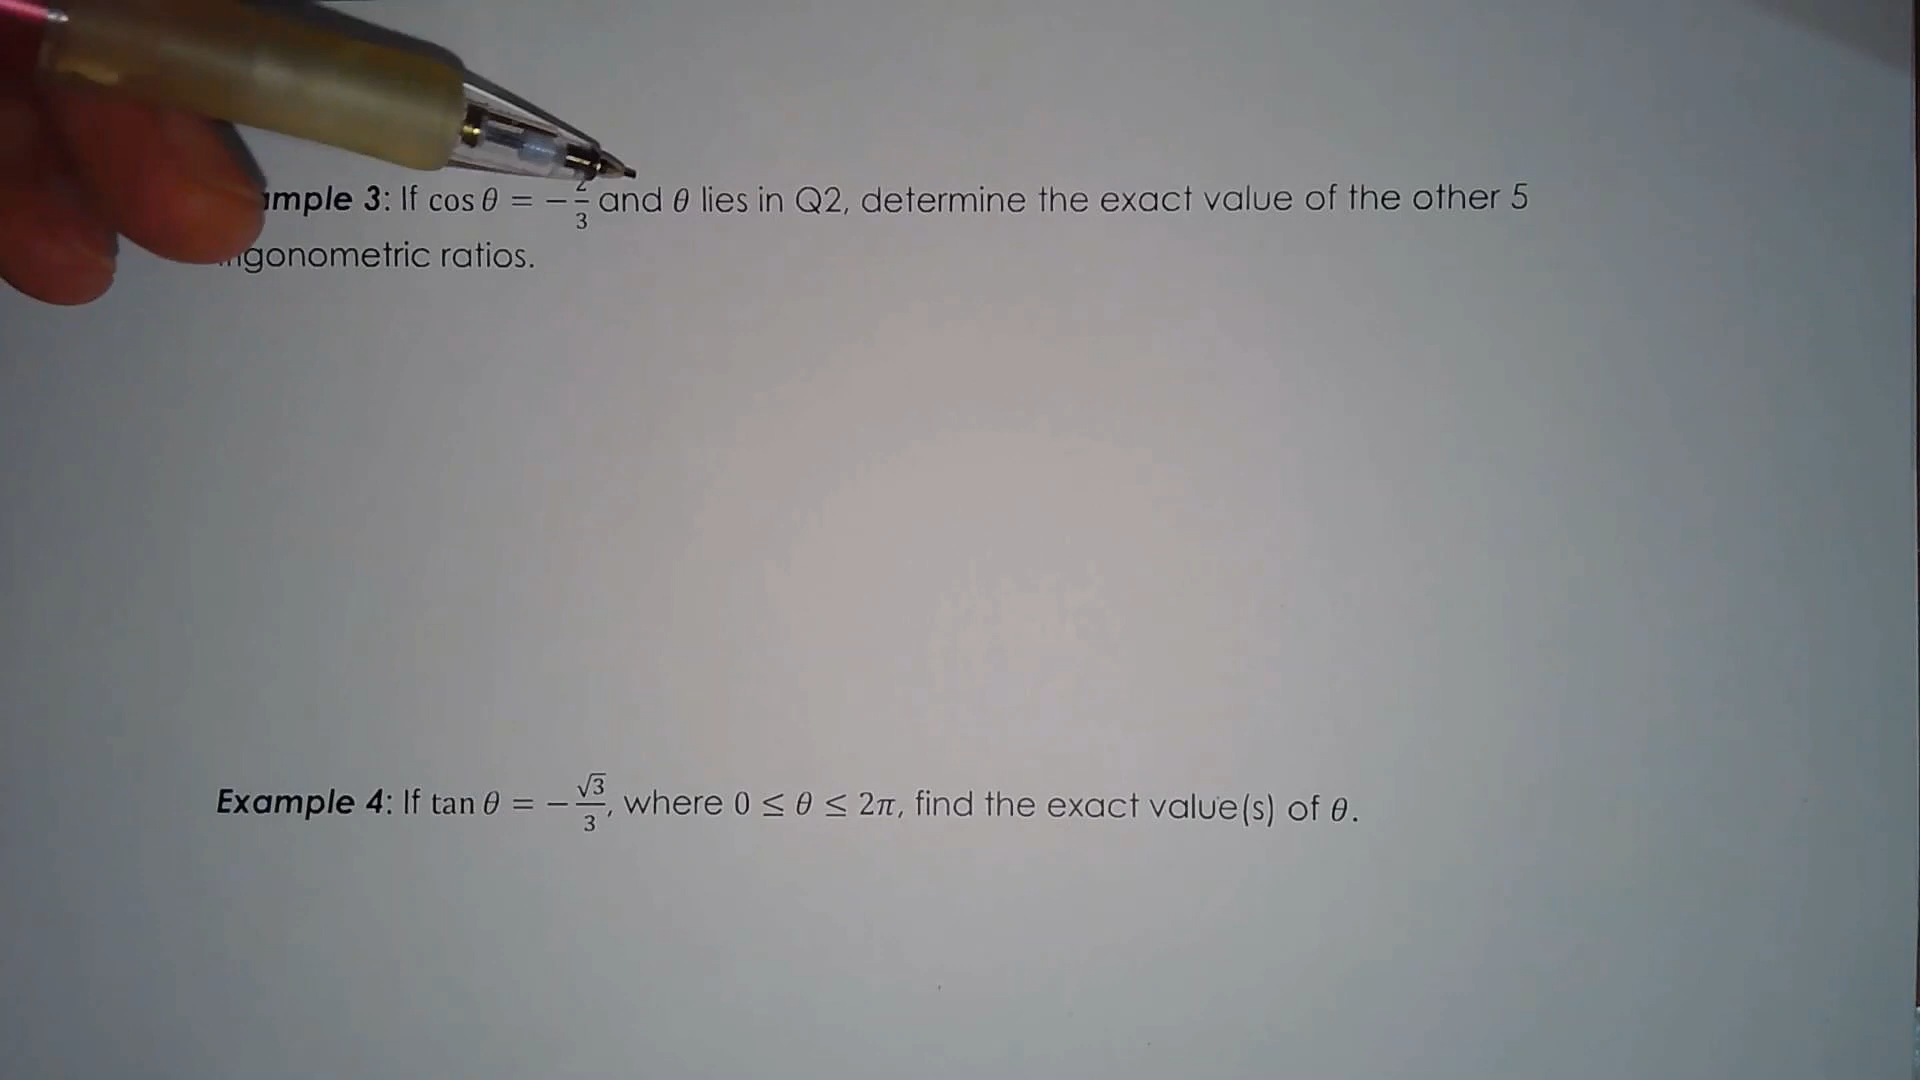 mple 3: If cos θ = −2/3 and θ lies in Q2, determine the exact value of the other 5
gonometric ratios.
Example 4: If tan θ = −√3/3, where 0 ≤ θ ≤ 2π, find the exact value(s) of θ.